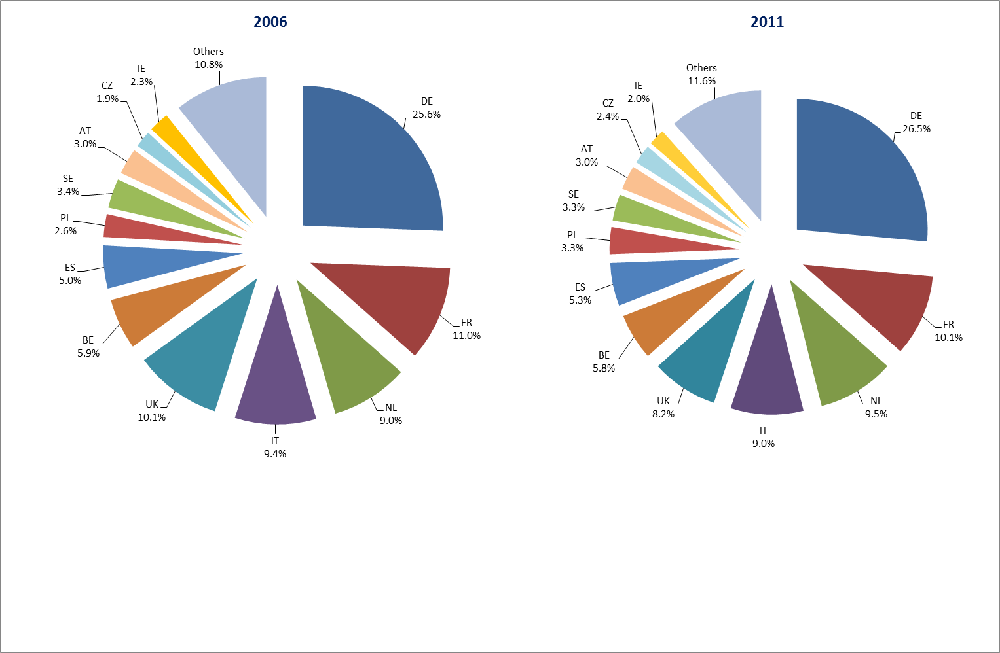 2006
DE
25.6%
FR
11.0%
NL
9.0%
IT
9.4%
UK
10.1%
BE
5.9%
ES
5.0%
PL
2.6%
SE
3.4%
AT
3.0%
CZ
1.9%
IE
2.3%
Others
10.8%
2011
DE
26.5%
FR
10.1%
NL
9.5%
IT
9.0%
UK
8.2%
BE
5.8%
ES
5.3%
PL
3.3%
SE
3.3%
AT
3.0%
CZ
2.4%
IE
2.0%
Others
11.6%